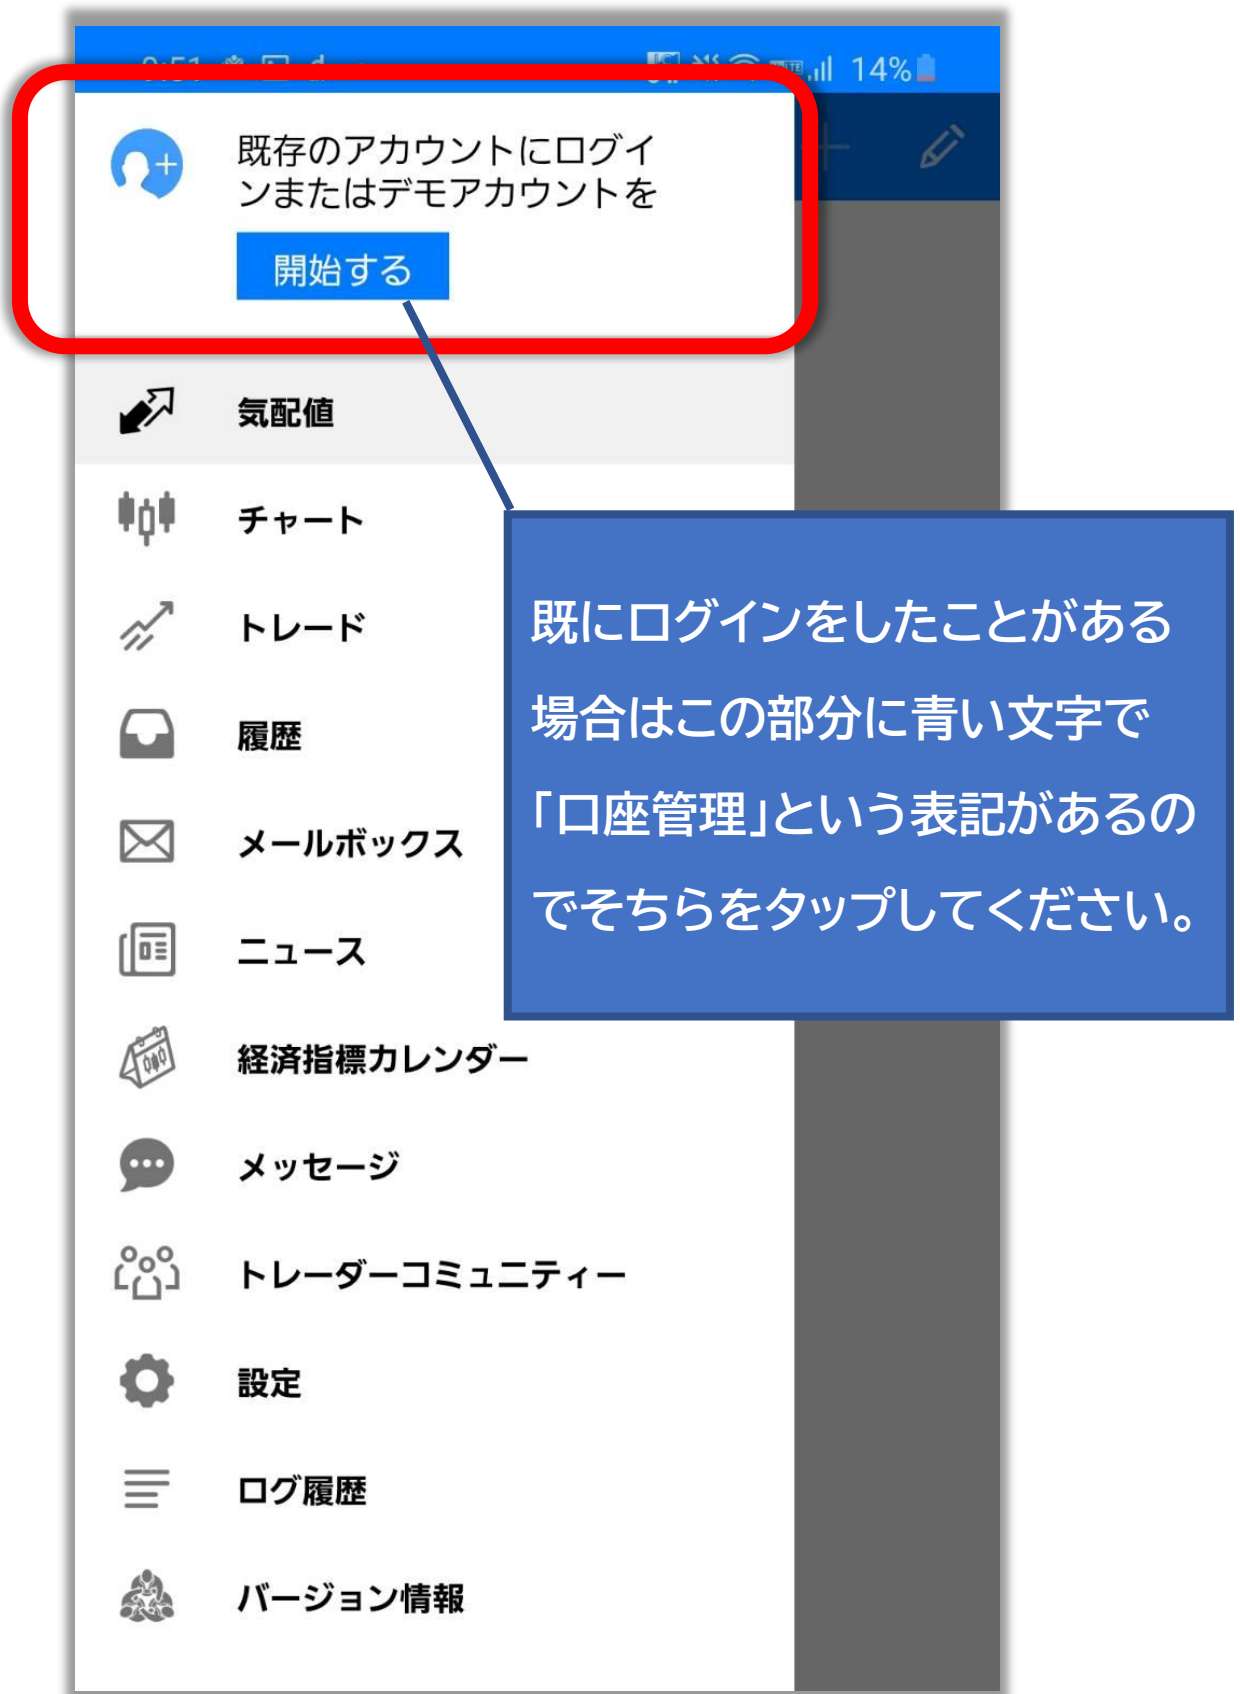 14%
既存のアカウントにログイ
ンまたはデモアカウントを
開始する
気配値
チャート
トレード
履歴
メールボックス
ニュース
経済指標カレンダー
メッセージ
トレーダーコミュニティー
設定
ログ履歴
バージョン情報
既にログインをしたことがある
場合はこの部分に青い文字で
「口座管理」という表記があるの
でそちらをタップしてください。